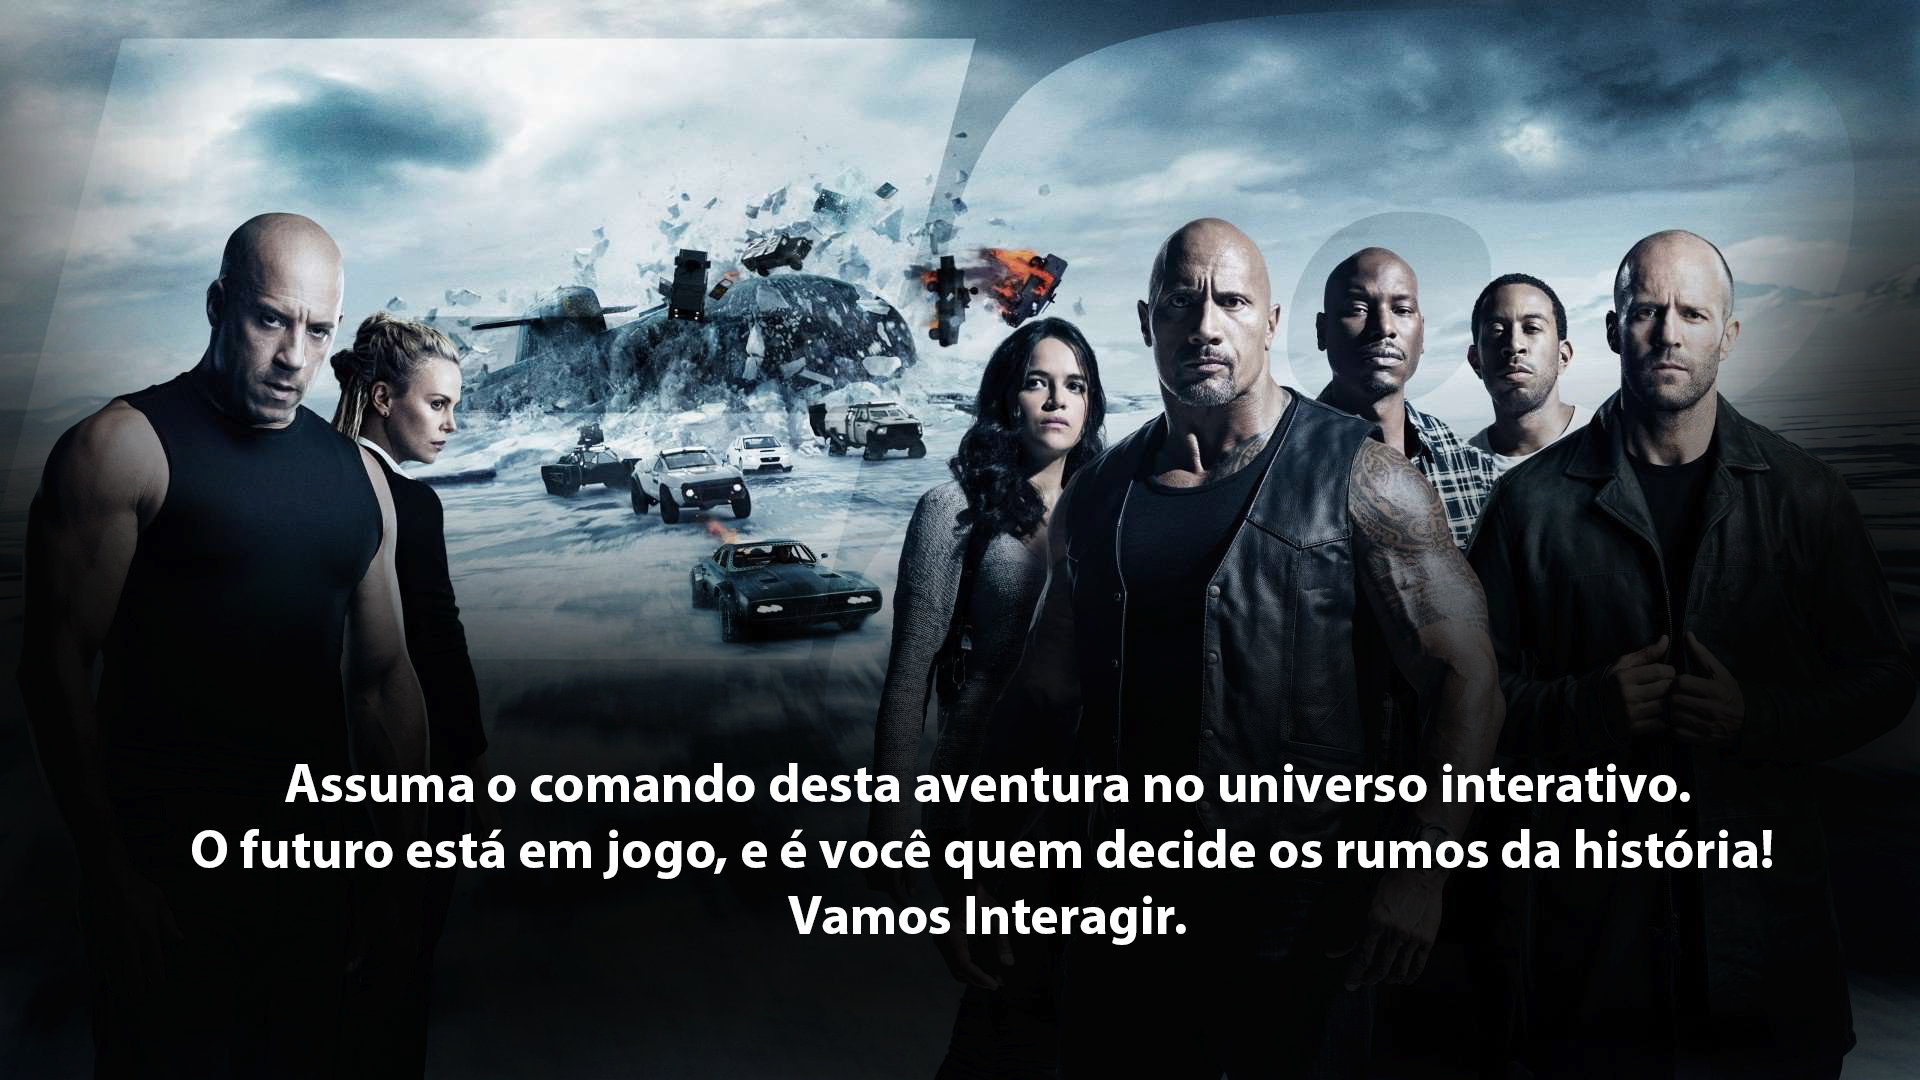 Assuma o comando desta aventura no universo interativo.
O futuro está em jogo, e é você quem decide os rumos da história!
Vamos Interagir.